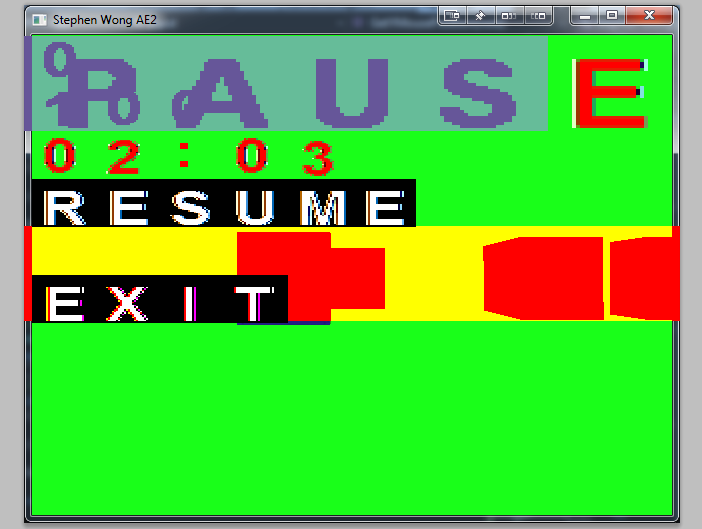 Stephen Wong AE2
PAUSE
02:03
RESUME
EXIT